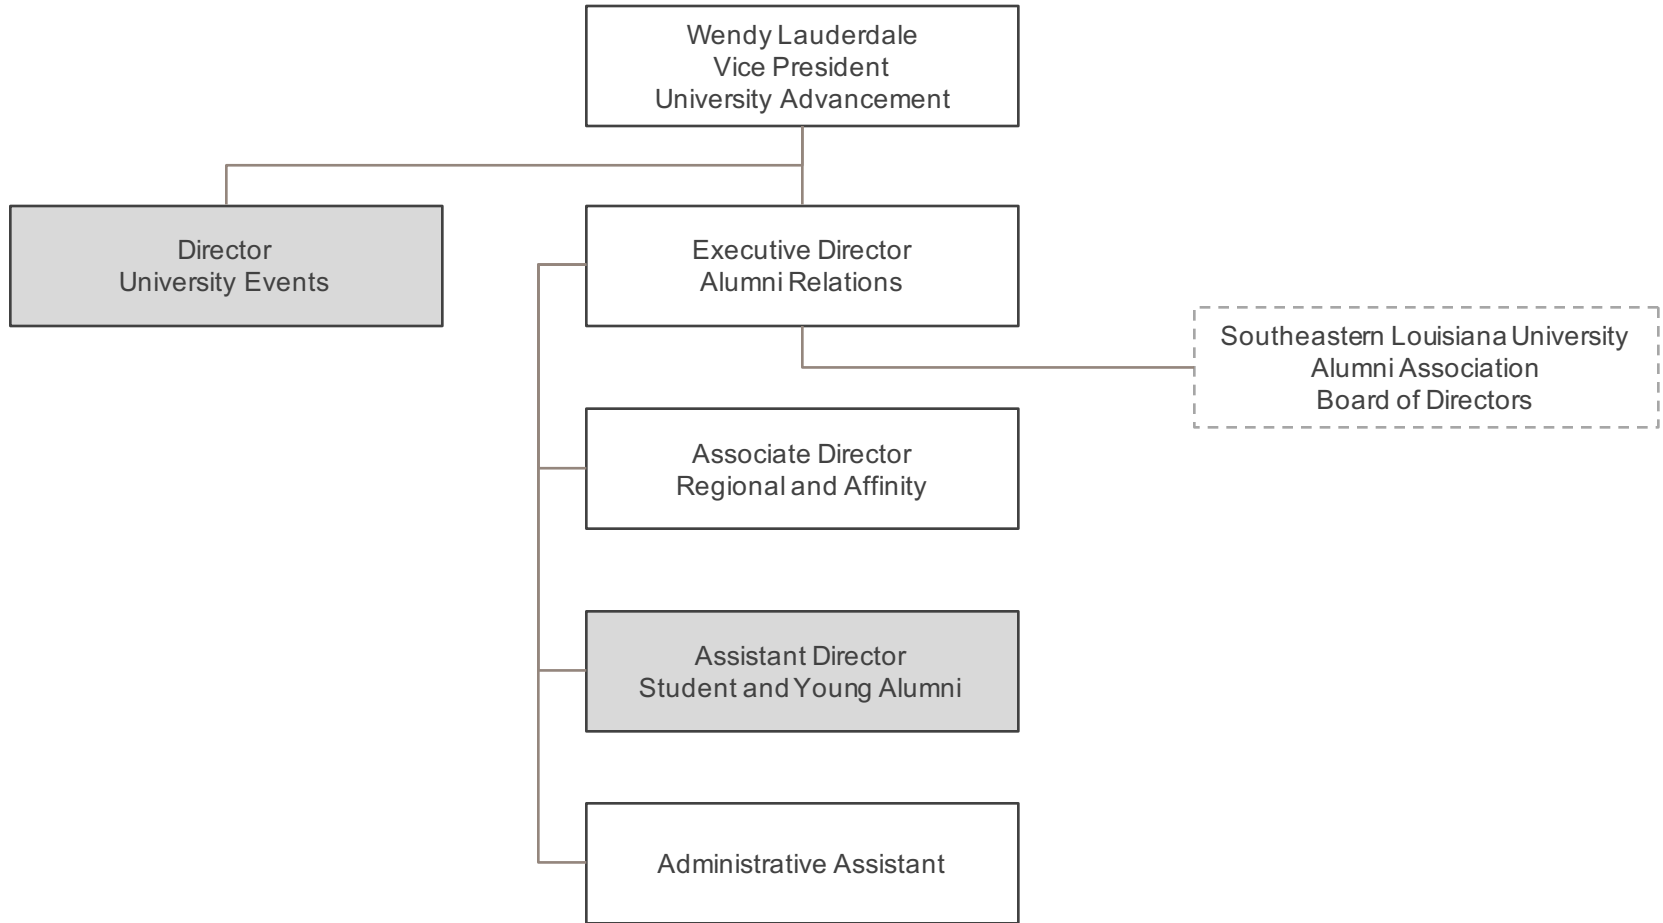 Wendy Lauderdale
Vice President
University Advancement
Director
University Events
Executive Director
Alumni Relations
Southeastern Louisiana University
Alumni Association
Board of Directors
Associate Director
Regional and Affinity
Assistant Director
Student and Young Alumni
Administrative Assistant